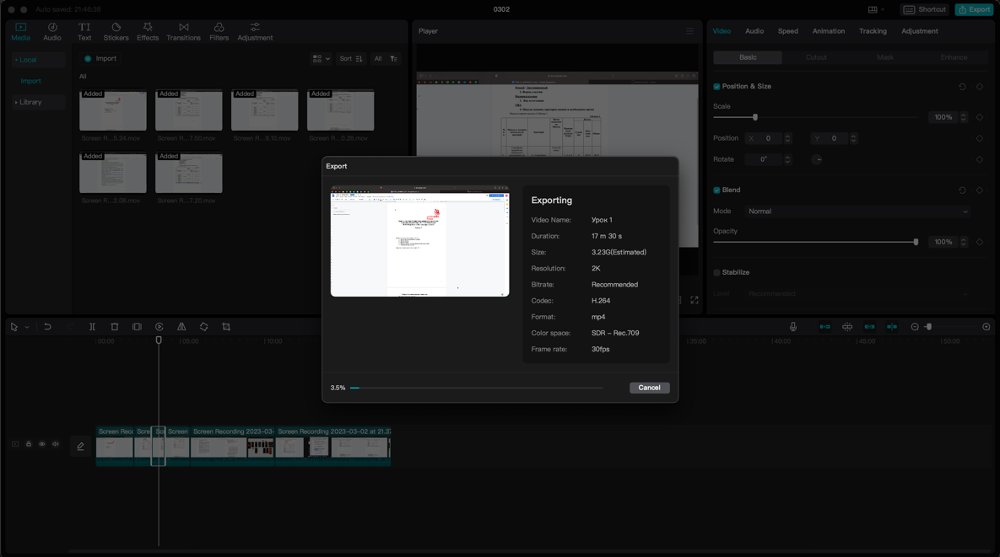 Auto saved: 21:46:38
0302
Shortcut
Export
Media
Audio
Text
Stickers
Effects
Transitions
Filters
Adjustment
Local
Import
Library
Import
Sort
All
All
Added
Added
Added
Added
Screen R...5.24.mov
Screen R...7.50.mov
Screen R...6.10.mov
Screen R...0.28.mov
Added
Added
Screen R...2.06.mov
Screen R...7.20.mov
Player
Video
Audio
Speed
Animation
Tracking
Adjustment
Basic
Cutout
Mask
Enhance
Position & Size
Scale
100%
Position
X 0
Y 0
Rotate
0°
Blend
Mode
Normal
Opacity
100%
Stabilize
Level
Recommended
Export
Exporting
Video Name: Урок 1
Duration: 17 m 30 s
Size: 3.23G(Estimated)
Resolution: 2K
Bitrate: Recommended
Codec: H.264
Format: mp4
Color space: SDR - Rec.709
Frame rate: 30fps
3.5%
Cancel
00:00
05:00
10:00
35:00
40:00
45:00
50:00
Screen Reco
Scree
Scr
Screen
Screen Recording 2023-03-
Screen Recording 2023-03-02 at 21.37